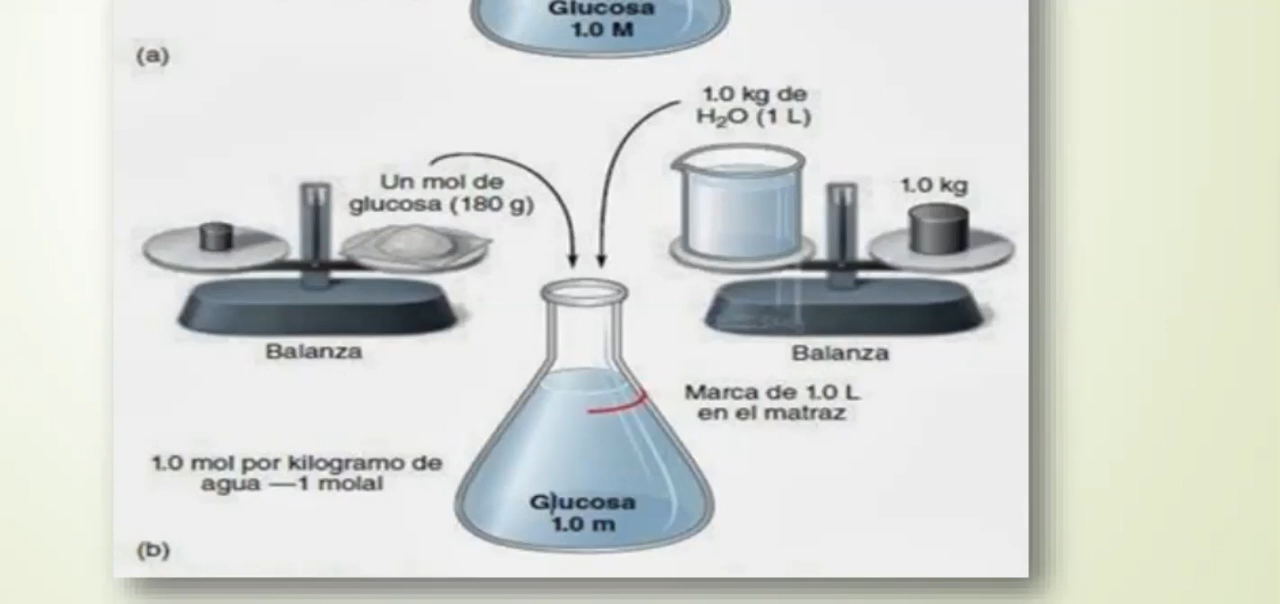 Glucosa
1.0 M
(a)
1.0 kg de
H₂O (1 L)
Un mol de
glucosa (180 g)
1.0 kg
Balanza
Balanza
Marca de 1.0 L
en el matraz
1.0 mol por kilogramo de
agua —1 molal
Glucosa
1.0 m
(b)